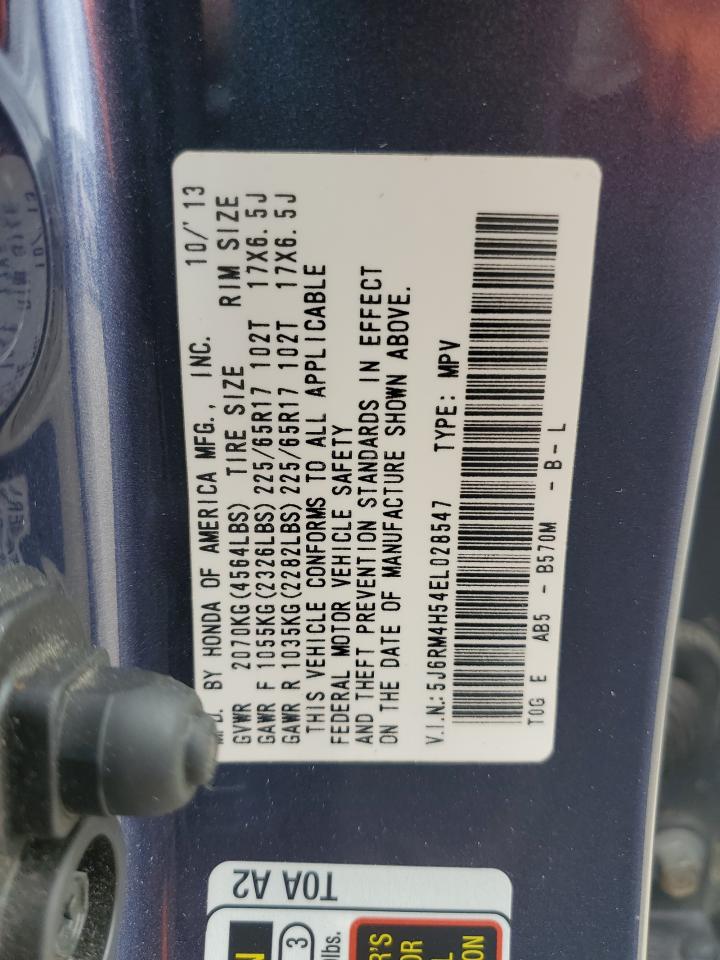 MFD. BY HONDA OF AMERICA MFG., INC. 10/'13
GVWR 2070KG(4564LBS) TIRE SIZE RIM SIZE
GAWR F 1055KG(2326LBS) 225/65R17 102T 17X6.5J
GAWR R 1035KG(2282LBS) 225/65R17 102T 17X6.5J
THIS VEHICLE CONFORMS TO ALL APPLICABLE
FEDERAL MOTOR VEHICLE SAFETY
AND THEFT PREVENTION STANDARDS IN EFFECT
ON THE DATE OF MANUFACTURE SHOWN ABOVE.
V.I.N.: 5J6RM4H54EL028547 TYPE: MPV
T0G E AB5 - B570M - B - L
T0A A2
3
lbs.